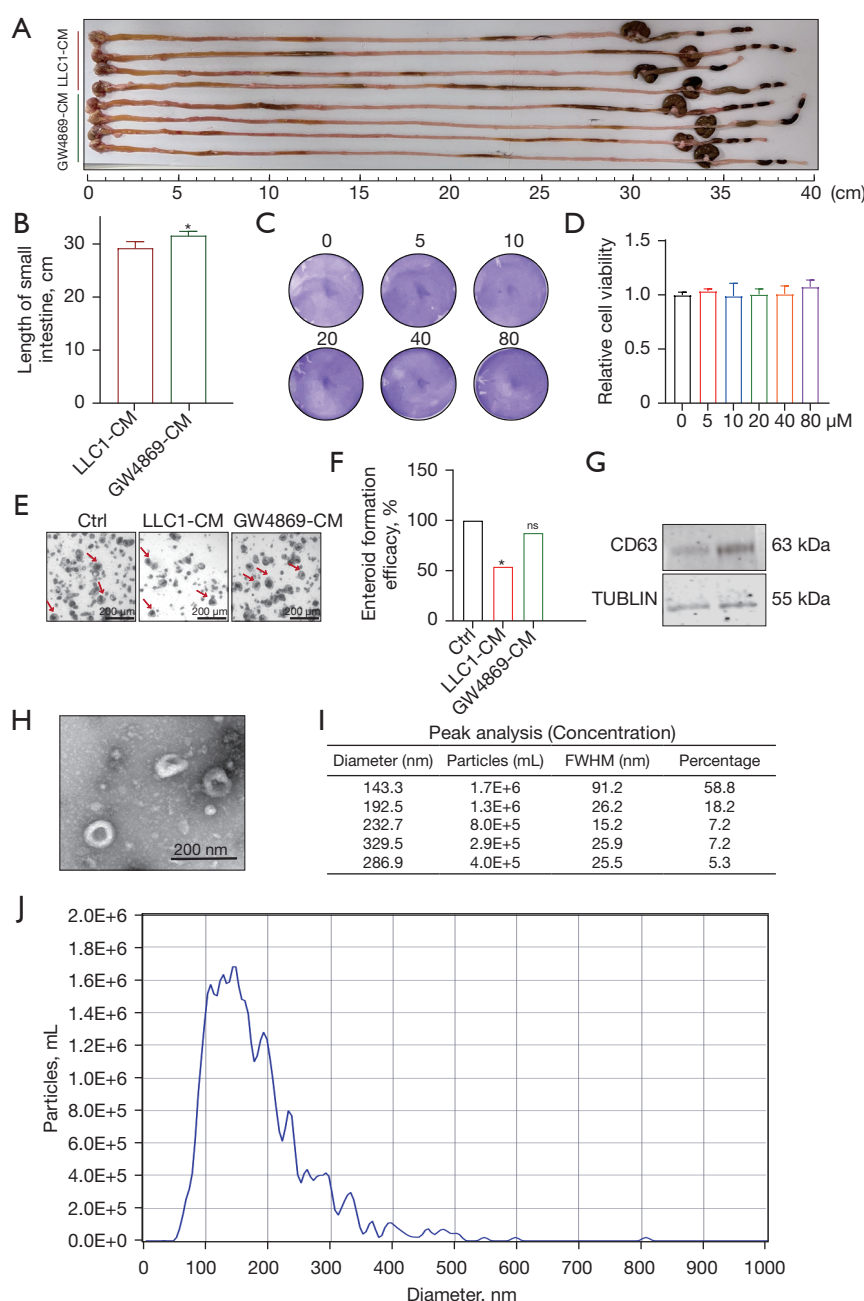 A
LLC1-CM
GW4869-CM
0 5 10 15 20 25 30 35 40 (cm)
B
Length of small
intestine, cm
30
20
10
0
LLC1-CM
GW4869-CM
*
C
0 5 10
20 40 80
D
Relative cell viability
1.5
1.0
0.5
0.0
0 5 10 20 40 80 µM
E
Ctrl LLC1-CM GW4869-CM
200 µm 200 µm 200 µm
F
Enteroid formation
efficacy, %
150
100
50
0
*
ns
Ctrl
LLC1-CM
GW4869-CM
G
CD63 63 kDa
TUBLIN 55 kDa
H
200 nm
I
Peak analysis (Concentration)
Diameter (nm) Particles (mL) FWHM (nm) Percentage
143.3 1.7E+6 91.2 58.8
192.5 1.3E+6 26.2 18.2
232.7 8.0E+5 15.2 7.2
329.5 2.9E+5 25.9 7.2
286.9 4.0E+5 25.5 5.3
J
Particles, mL
2.0E+6
1.8E+6
1.6E+6
1.4E+6
1.2E+6
1.0E+6
8.0E+5
6.0E+5
4.0E+5
2.0E+5
0.0E+0
0 100 200 300 400 500 600 700 800 900 1000
Diameter, nm